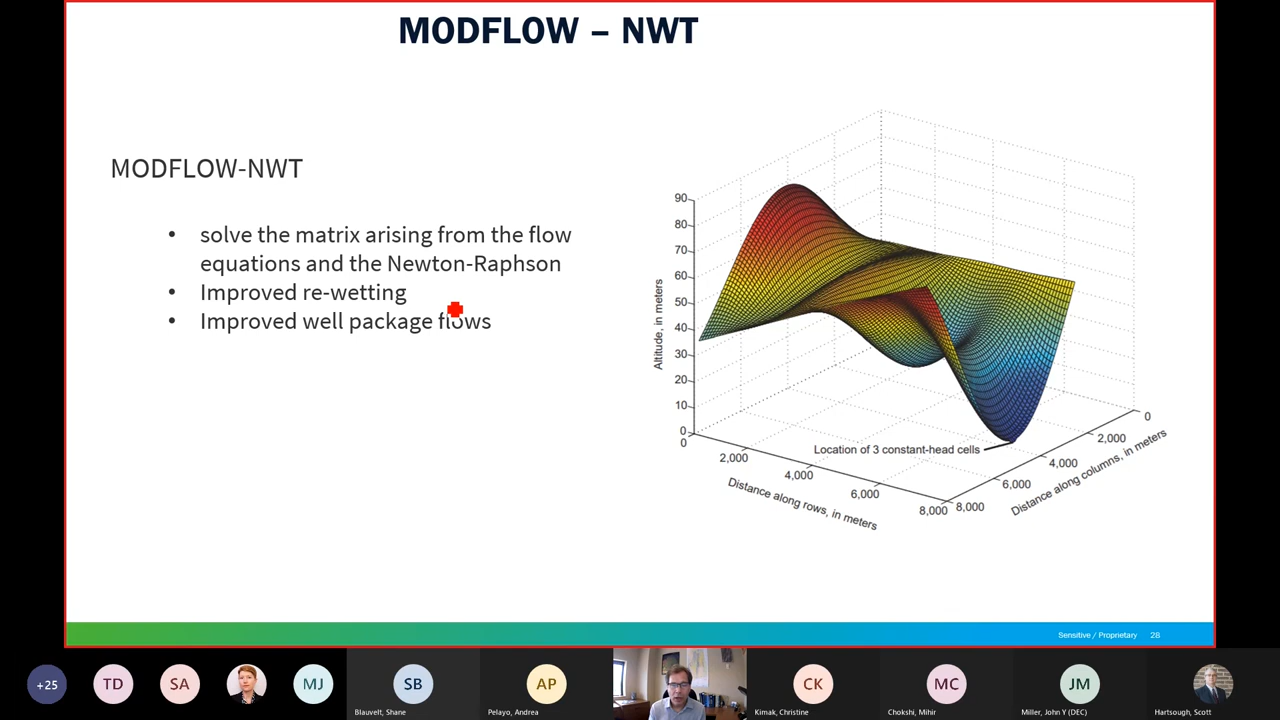 MODFLOW – NWT
MODFLOW-NWT
• solve the matrix arising from the flow
equations and the Newton-Raphson
• Improved re-wetting
• Improved well package flows
90
80
70
60
50
40
30
20
10
0
Altitude, in meters
0
2,000
4,000
6,000
8,000
Distance along rows, in meters
Location of 3 constant-head cells
0
2,000
4,000
6,000
8,000
Distance along columns, in meters
Sensitive / Proprietary 28
+25
TD
SA
MJ
SB
Blauvelt, Shane
AP
Pelayo, Andrea
CK
Kimak, Christine
MC
Chokshi, Mihir
JM
Miller, John Y (DEC)
Hartsough, Scott